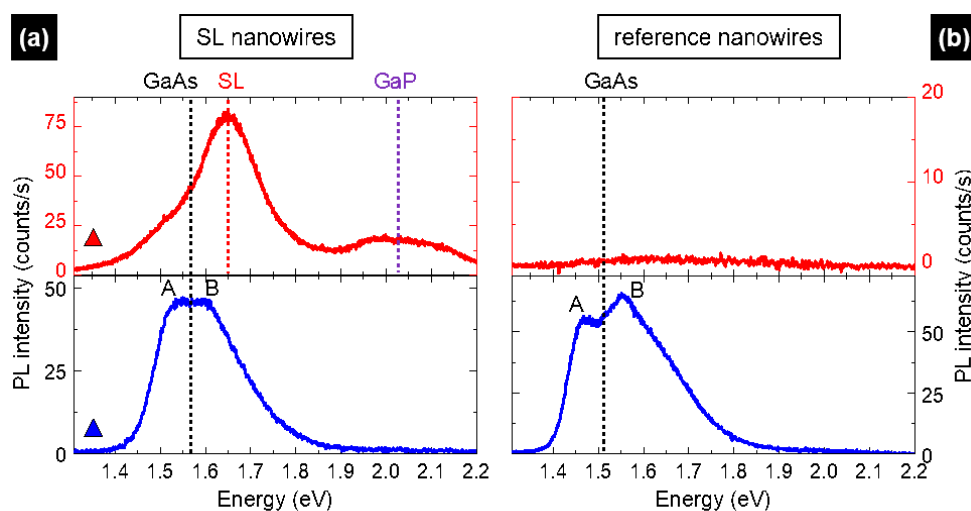 (a) SL nanowires reference nanowires (b)
GaAs SL GaP GaAs
75
50
25
0
20
10
0
PL intensity (counts/s)
PL intensity (counts/s)
A B
50
25
0
A B
50
25
0
1.4 1.5 1.6 1.7 1.8 1.9 2.0 2.1 2.2
Energy (eV)
1.4 1.5 1.6 1.7 1.8 1.9 2.0 2.1 2.2
Energy (eV)